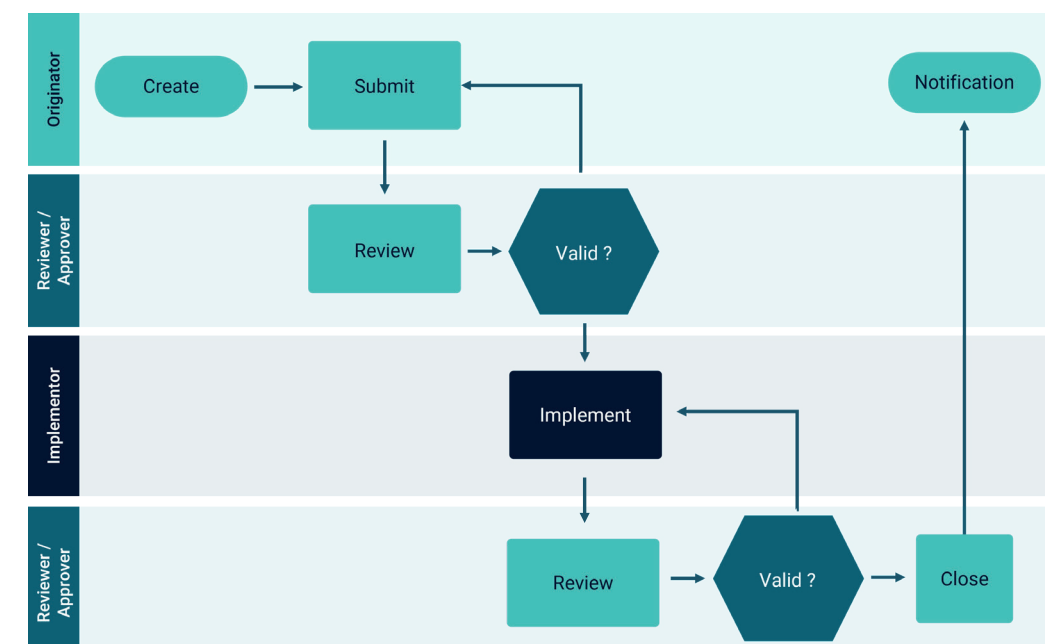 Originator
Create
Submit
Notification
Reviewer /
Approver
Review
Valid ?
Implementor
Implement
Reviewer /
Approver
Review
Valid ?
Close